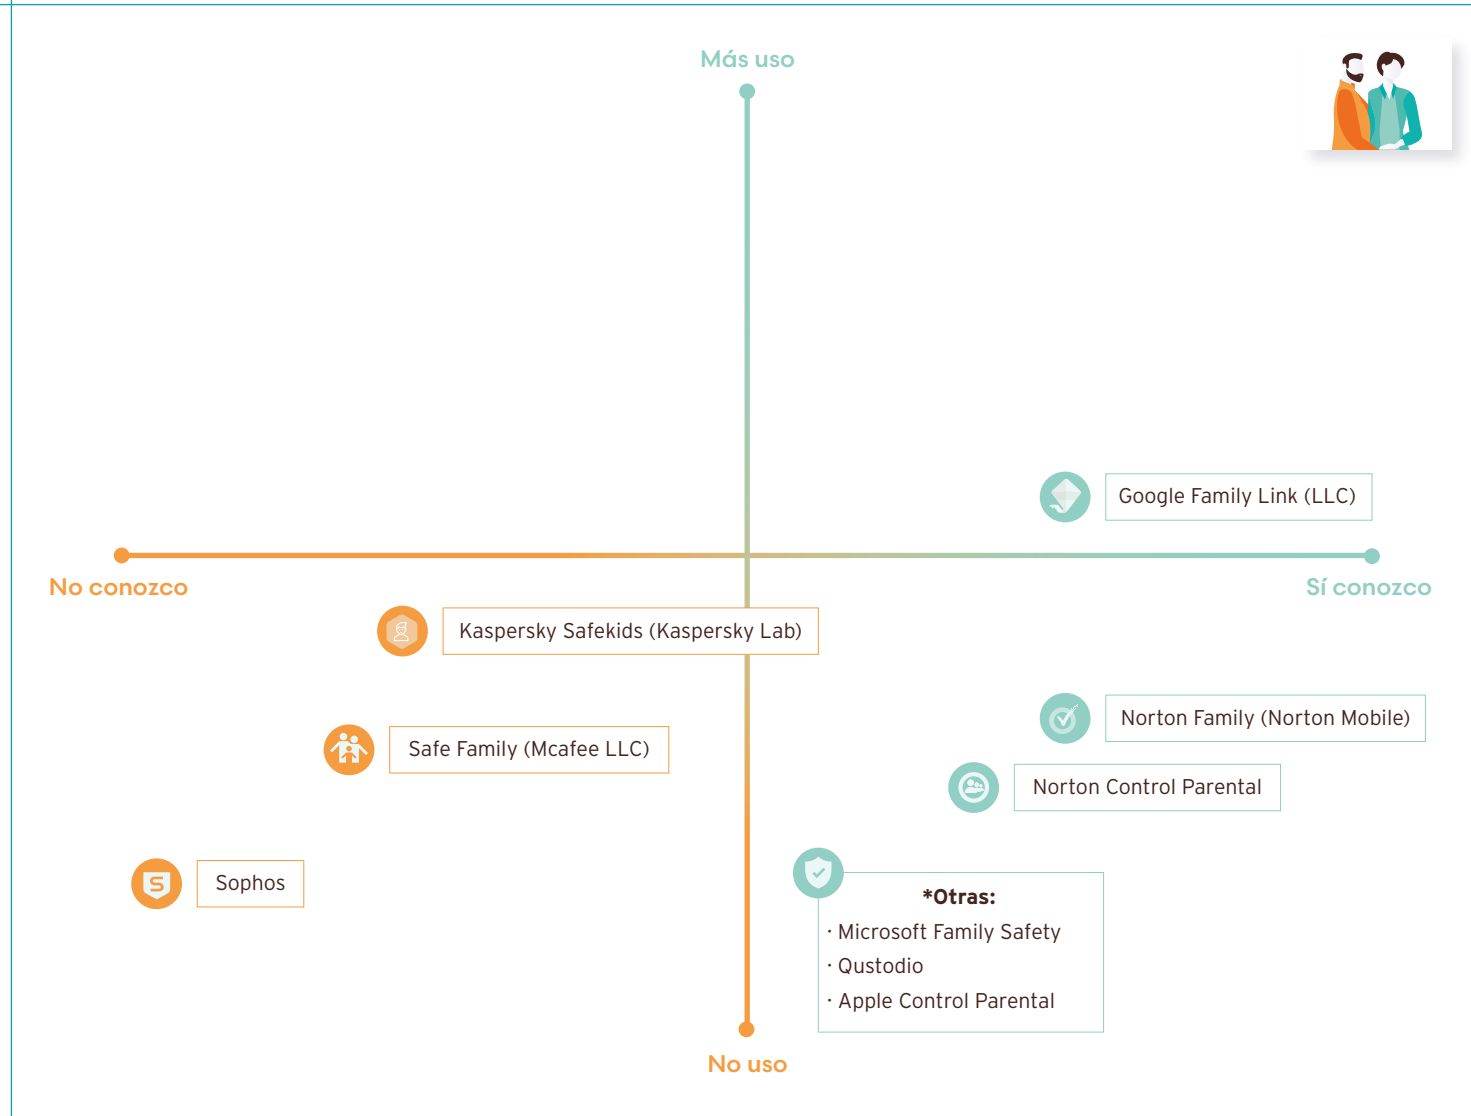 Más uso
Google Family Link (LLC)
No conozco
Sí conozco
Kaspersky Safekids (Kaspersky Lab)
Norton Family (Norton Mobile)
Safe Family (Mcafee LLC)
Norton Control Parental
Sophos
*Otras:
· Microsoft Family Safety
· Qustodio
· Apple Control Parental
No uso